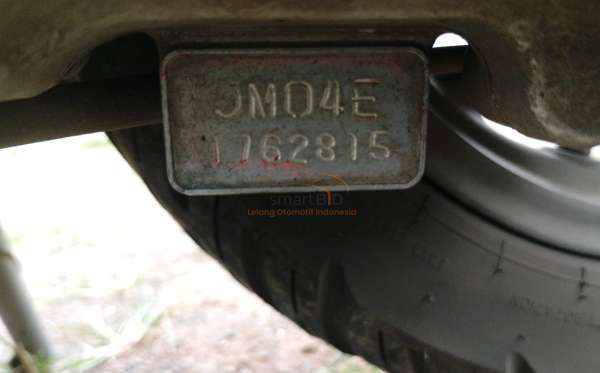 JM04E
1762815
smartBID
Lelang Otomotif Indonesia